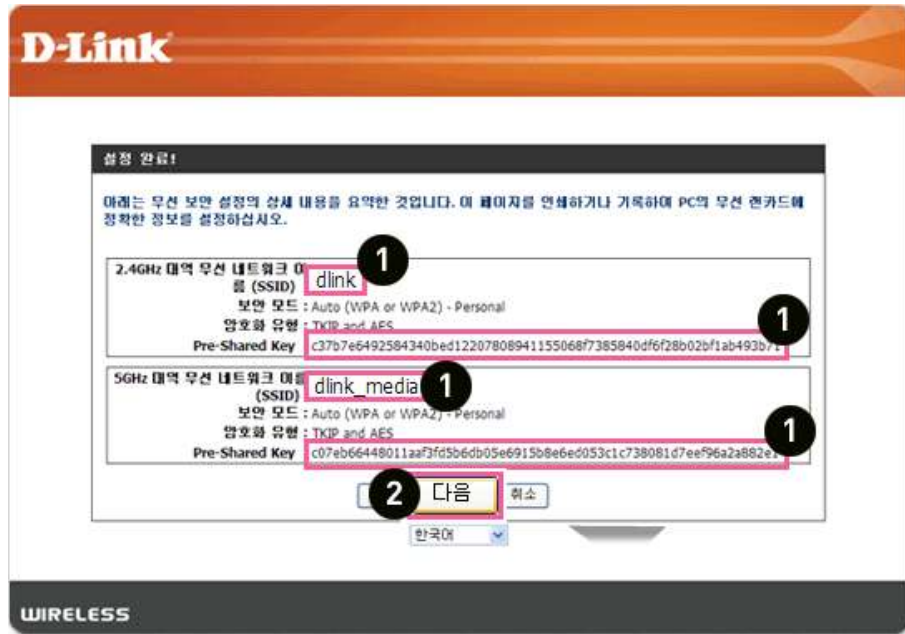 D-Link
설정 완료!
아래는 무선 보안 설정의 상세 내용을 요약한 것입니다. 이 페이지를 인쇄하거나 기록하여 PC의 무선 랜카드에
정확한 정보를 설정하십시오.
1
2.4GHz 대역 무선 네트워크 이
름 (SSID) dlink
보안 모드 : Auto (WPA or WPA2) - Personal
1
암호화 유형 : TKIP and AES
Pre-Shared Key c37b7e6492584340bed12207808941155068f7385840df6f28b02bf1ab493b71
5GHz 대역 무선 네트워크 이름
(SSID) dlink_media 1
보안 모드 : Auto (WPA or WPA2) - Personal
1
암호화 유형 : TKIP and AES
Pre-Shared Key c07eb66448011aaf3fd5b6db05e6915b8e6ed053c1c738081d7eef96a2a882e1
2 다음 취소
한국어
WIRELESS